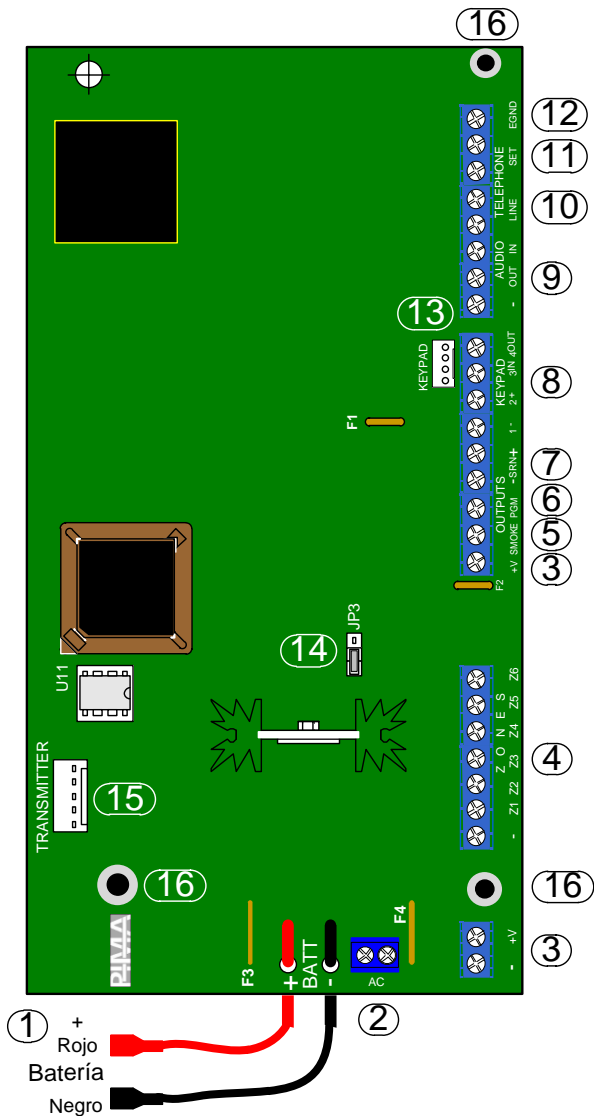 16
EGND
12
SET
11
TELEPHONE
LINE
10
IN
AUDIO
OUT
9
-
13
KEYPAD
4OUT
3IN
KEYPAD
8
2+
F1
1-
+
SRN
-
7
OUTPUTS
PGM
6
SMOKE
5
+V
3
F2
JP3
14
U11
Z6
Z5
Z4
ZONES
Z3
4
Z2
Z1
-
TRANSMITTER
15
16
16
PIMA
F3
F4
+
BATT
-
AC
+V
-
3
2
1
+
Rojo
Batería
Negro